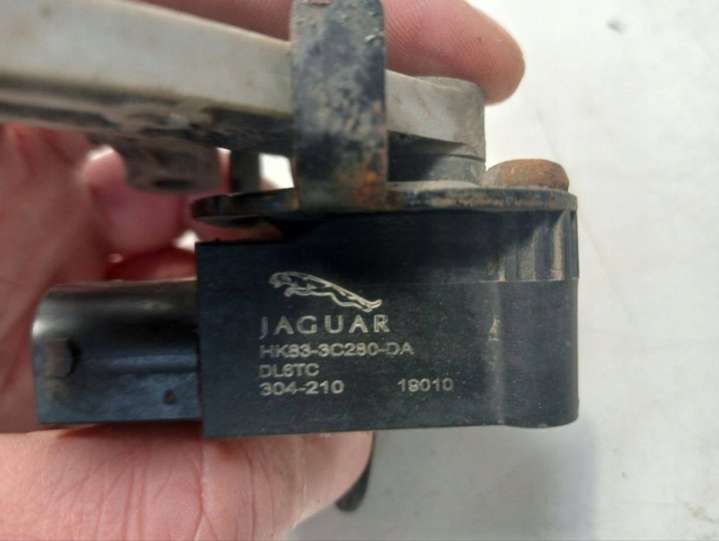 JAGUAR
HK83-3C280-DA
DL6TC
304-210 19010